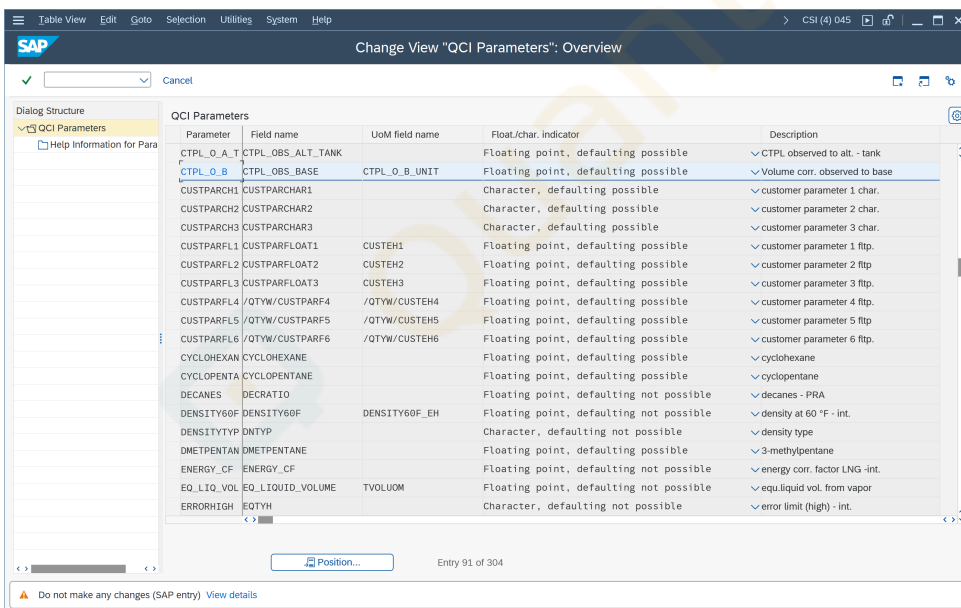 Table View Edit Goto Selection Utilities System Help CSI (4) 045
SAP Change View "QCI Parameters": Overview
Cancel
Dialog Structure
QCI Parameters
Help Information for Para
QCI Parameters
Parameter Field name UoM field name Float./char. indicator Description
CTPL_O_A_T CTPL_OBS_ALT_TANK Floating point, defaulting possible CTPL observed to alt. - tank
CTPL_O_B CTPL_OBS_BASE CTPL_O_B_UNIT Floating point, defaulting possible Volume corr. observed to base
CUSTPARCH1 CUSTPARCHAR1 Character, defaulting possible customer parameter 1 char.
CUSTPARCH2 CUSTPARCHAR2 Character, defaulting possible customer parameter 2 char.
CUSTPARCH3 CUSTPARCHAR3 Character, defaulting possible customer parameter 3 char.
CUSTPARFL1 CUSTPARFLOAT1 CUSTEH1 Floating point, defaulting possible customer parameter 1 fltp.
CUSTPARFL2 CUSTPARFLOAT2 CUSTEH2 Floating point, defaulting possible customer parameter 2 fltp
CUSTPARFL3 CUSTPARFLOAT3 CUSTEH3 Floating point, defaulting possible customer parameter 3 fltp.
CUSTPARFL4 /QTYW/CUSTPARF4 /QTYW/CUSTEH4 Floating point, defaulting possible customer parameter 4 fltp.
CUSTPARFL5 /QTYW/CUSTPARF5 /QTYW/CUSTEH5 Floating point, defaulting possible customer parameter 5 fltp
CUSTPARFL6 /QTYW/CUSTPARF6 /QTYW/CUSTEH6 Floating point, defaulting possible customer parameter 6 fltp.
CYCLOHEXAN CYCLOHEXANE Floating point, defaulting possible cyclohexane
CYCLOPENTA CYCLOPENTANE Floating point, defaulting possible cyclopentane
DECANES DECRATIO Floating point, defaulting not possible decanes - PRA
DENSITY60F DENSITY60F DENSITY60F_EH Floating point, defaulting not possible density at 60 °F - int.
DENSITYTYP DNTYP Character, defaulting not possible density type
DMETPENTAN DMETPENTANE Floating point, defaulting possible 3-methylpentane
ENERGY_CF ENERGY_CF Floating point, defaulting not possible energy corr. factor LNG -int.
EQ_LIQ_VOL EQ_LIQUID_VOLUME TVOLUOM Floating point, defaulting not possible equ.liquid vol. from vapor
ERRORHIGH EQTYH Character, defaulting not possible error limit (high) - int.
Position... Entry 91 of 304
Do not make any changes (SAP entry) View details